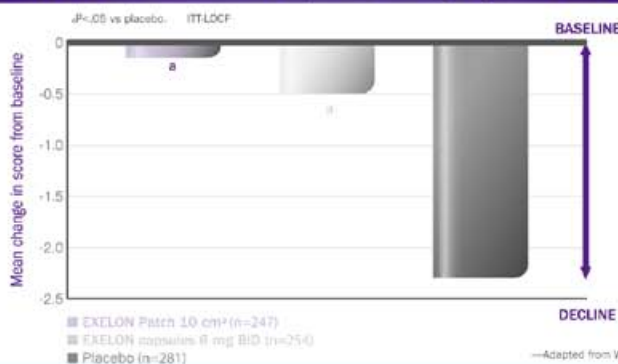 aP<.05 vs placebo. ITT-LOCF
BASELINE
0
-0.5
-1.0
-1.5
-2.0
-2.5
Mean change in score from baseline
a
a
DECLINE
EXELON Patch 10 cm² (n=247)
EXELON capsules 6 mg BID (n=254)
Placebo (n=281)
—Adapted from